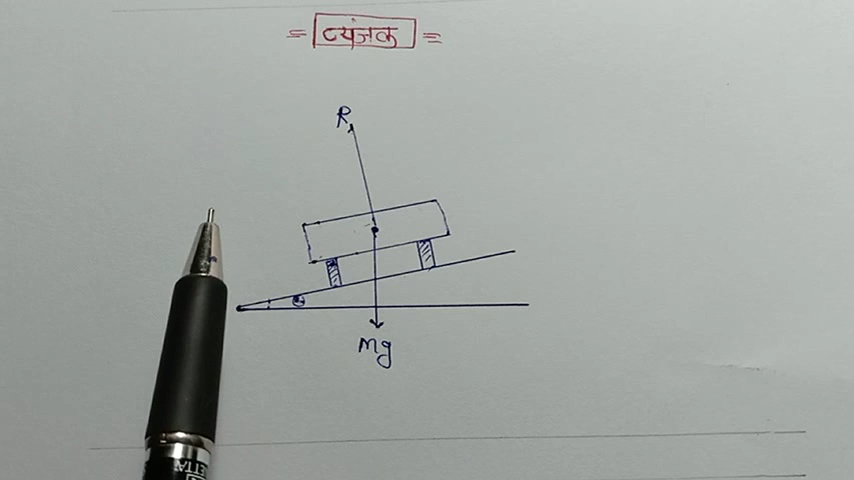 = व्यंजक =
R
θ
Mg